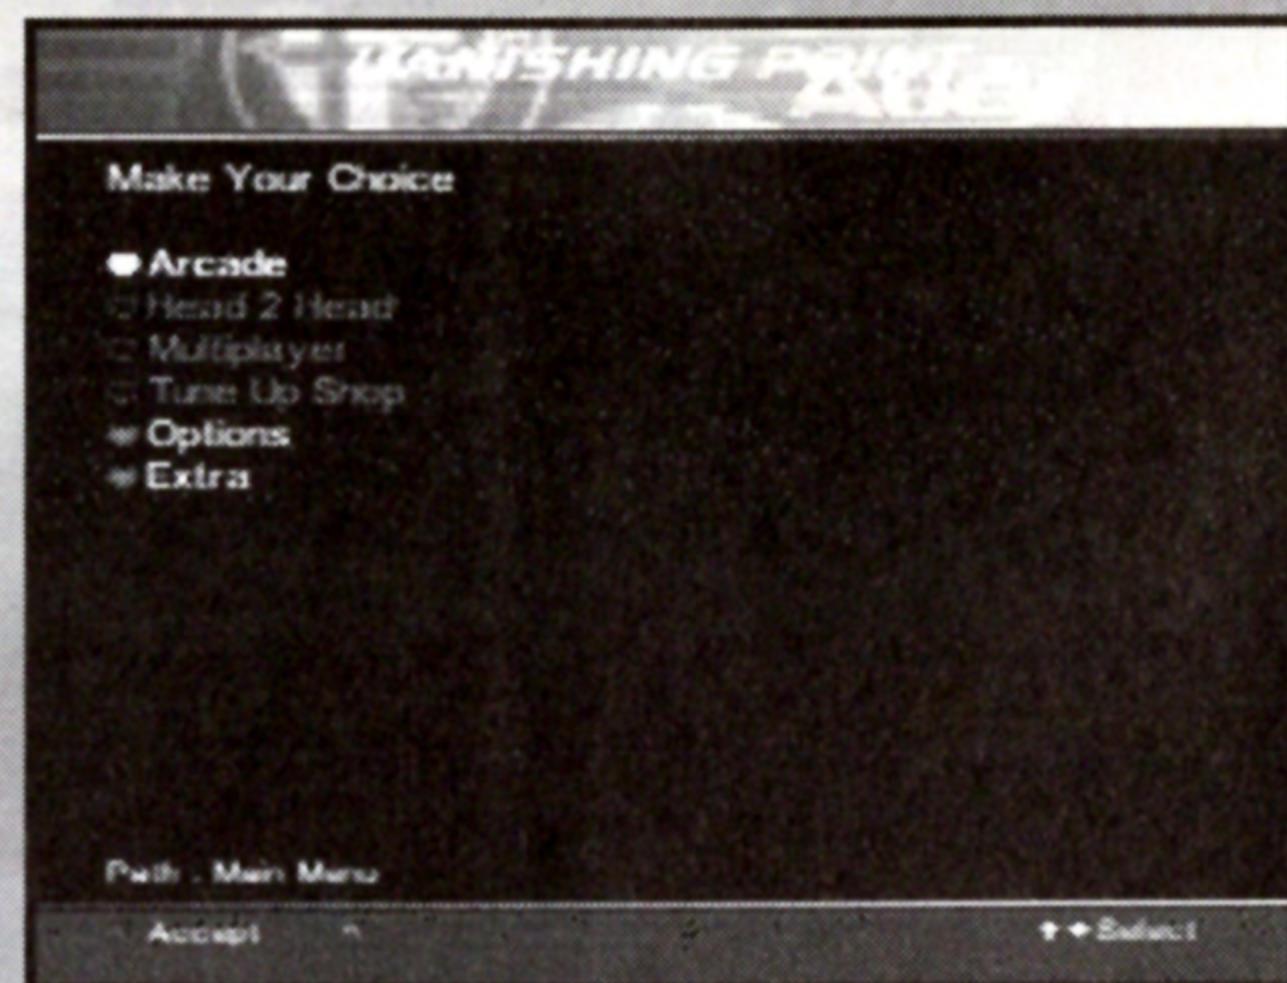 VANISHING POINT
Make Your Choice
Arcade
Head 2 Head
Multiplayer
Tune Up Shop
Options
Extra
Path : Main Menu
Accept
Select